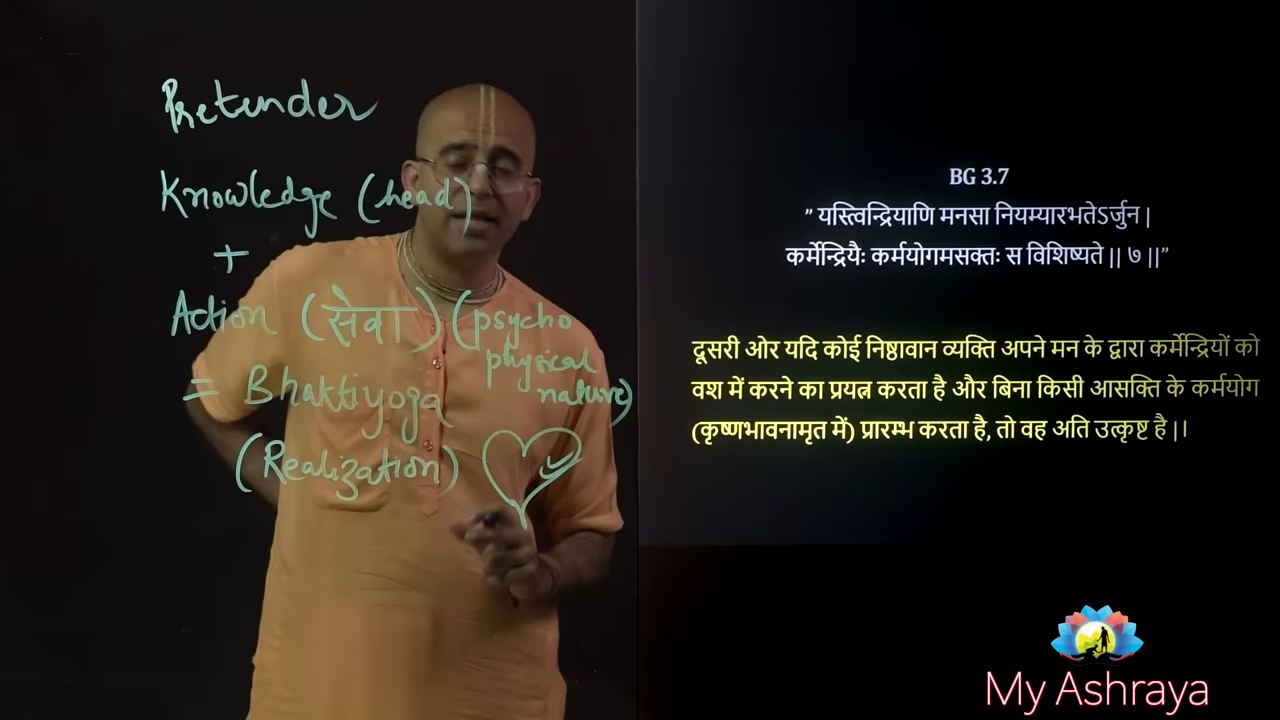 Pretender
Knowledge (head)
+
Action (सेवा) (psycho
physical
nature)
= Bhaktiyoga
(Realization)
BG 3.7
” यस्त्विन्द्रियाणि मनसा नियम्यारभतेऽर्जुन |
कर्मेन्द्रियैः कर्मयोगमसक्तः स विशिष्यते || ७ ||”
दूसरी ओर यदि कोई निष्ठावान व्यक्ति अपने मन के द्वारा कर्मेन्द्रियों को
वश में करने का प्रयत्न करता है और बिना किसी आसक्ति के कर्मयोग
(कृष्णभावनामृत में) प्रारम्भ करता है, तो वह अति उत्कृष्ट है |।
My Ashraya